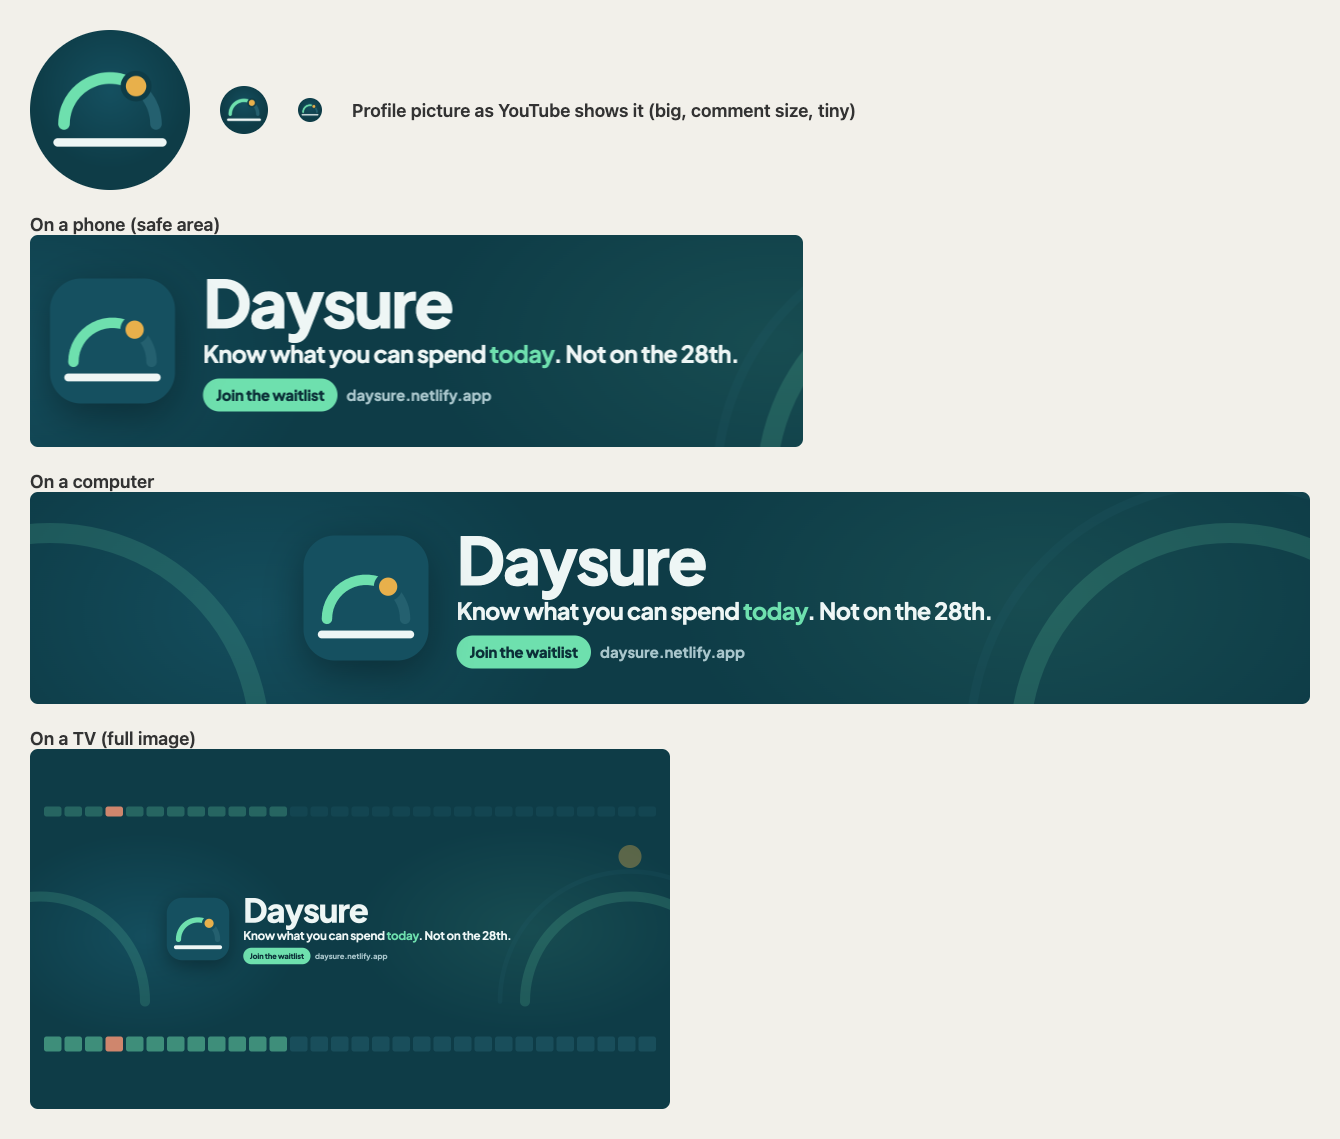 Profile picture as YouTube shows it (big, comment size, tiny)
On a phone (safe area)
Daysure
Know what you can spend today. Not on the 28th.
Join the waitlist daysure.netlify.app
On a computer
Daysure
Know what you can spend today. Not on the 28th.
Join the waitlist daysure.netlify.app
On a TV (full image)
Daysure
Know what you can spend today. Not on the 28th.
Join the waitlist daysure.netlify.app